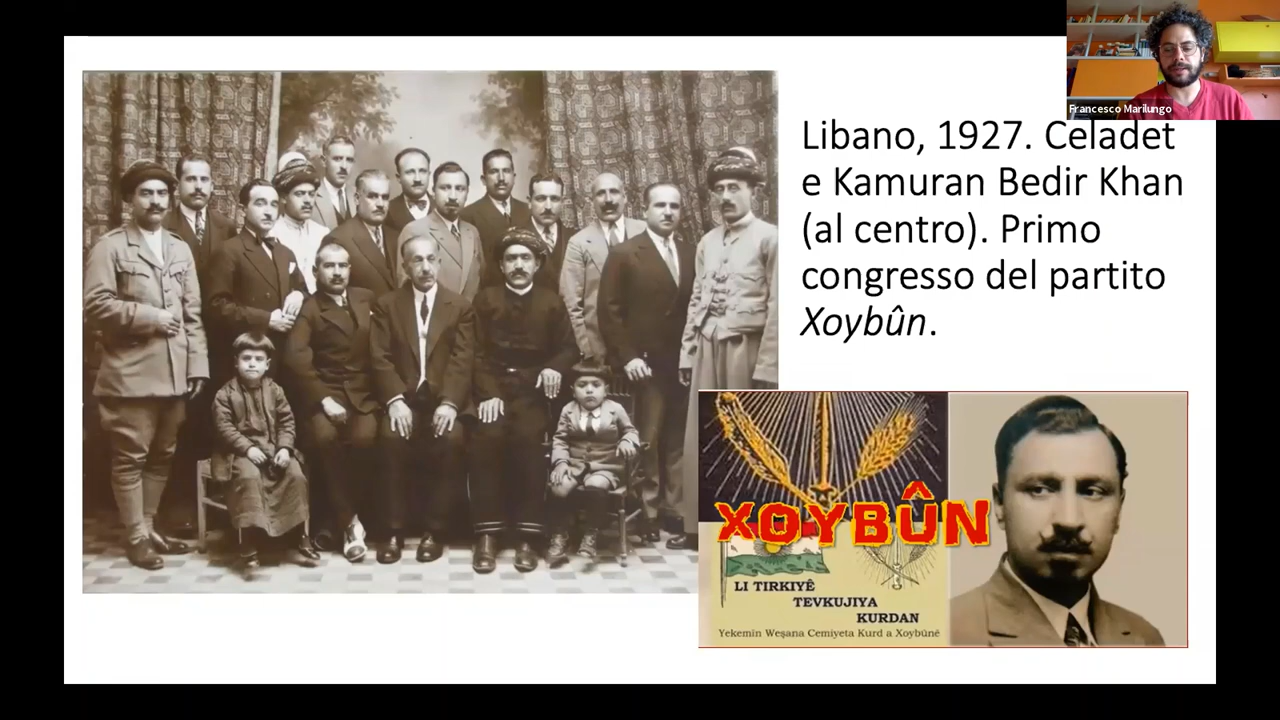 Francesco Marilungo
Libano, 1927. Celadet
e Kamuran Bedir Khan
(al centro). Primo
congresso del partito
Xoybûn.
XOYBÛN
LI TIRKIYÊ
TEVKUJIYA
KURDAN
Yekemîn Weşana Cemiyeta Kurd a Xoybûnê